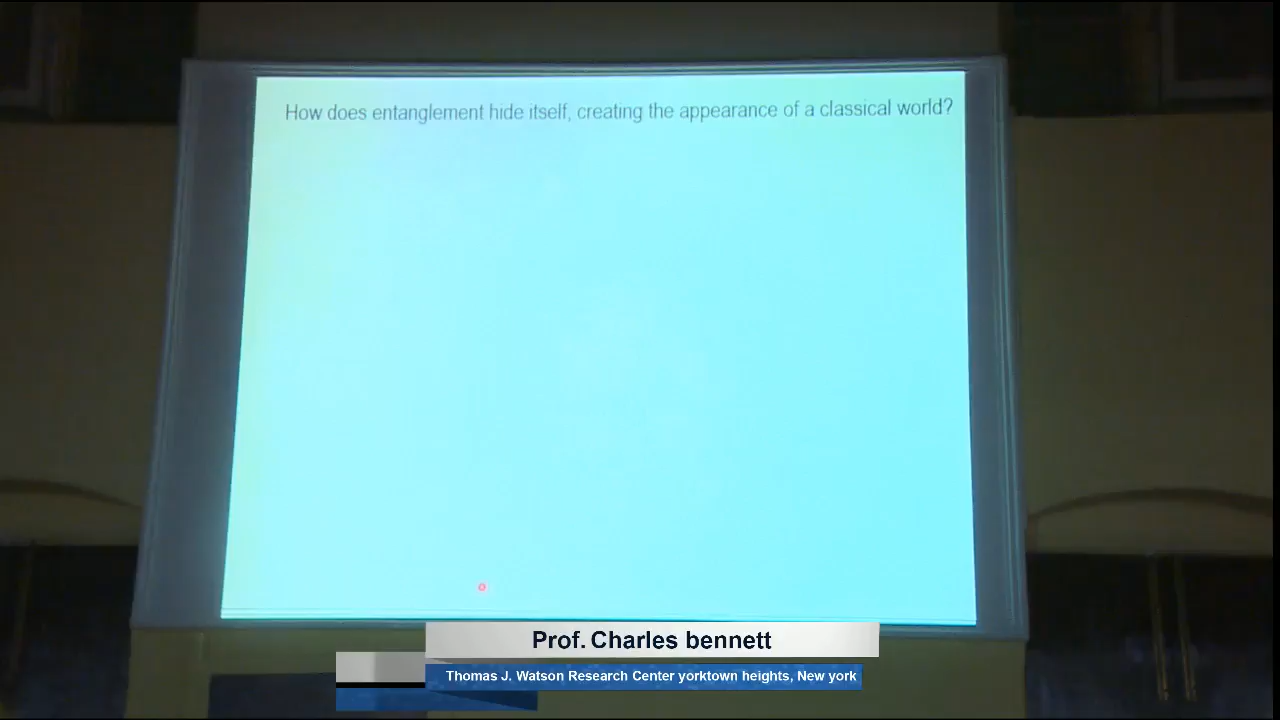 How does entanglement hide itself, creating the appearance of a classical world?
Prof. Charles bennett
Thomas J. Watson Research Center yorktown heights, New york